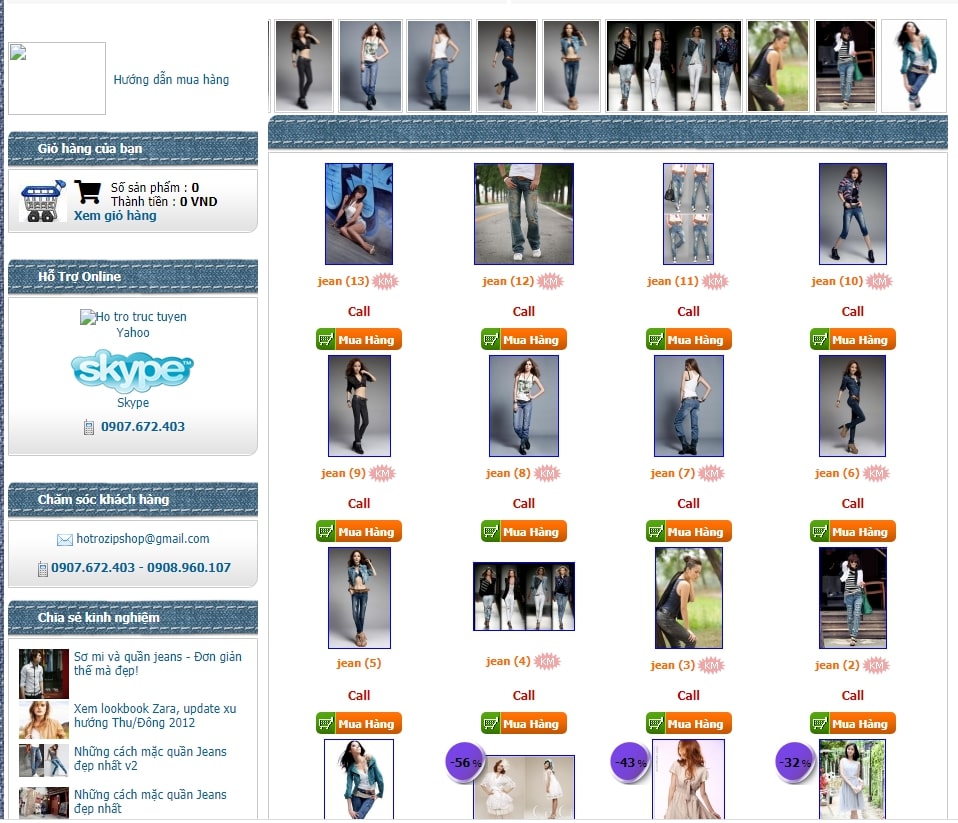 Hướng dẫn mua hàng
Giỏ hàng của bạn
Số sản phẩm : 0
Thành tiền : 0 VND
Xem giỏ hàng
Hỗ Trợ Online
Ho tro truc tuyen
Yahoo
skype™
Skype
0907.672.403
Chăm sóc khách hàng
hotrozipshop@gmail.com
0907.672.403 - 0908.960.107
Chia sẻ kinh nghiệm
Sơ mi và quần jeans - Đơn giản
thế mà đẹp!
Xem lookbook Zara, update xu
hướng Thu/Đông 2012
Những cách mặc quần Jeans
đẹp nhất v2
Những cách mặc quần Jeans
đẹp nhất
jean (13) KM
jean (12) KM
jean (11) KM
jean (10) KM
Call
Call
Call
Call
Mua Hàng
Mua Hàng
Mua Hàng
Mua Hàng
jean (9) KM
jean (8) KM
jean (7) KM
jean (6) KM
Call
Call
Call
Call
Mua Hàng
Mua Hàng
Mua Hàng
Mua Hàng
jean (5)
jean (4) KM
jean (3) KM
jean (2) KM
Call
Call
Call
Call
Mua Hàng
Mua Hàng
Mua Hàng
Mua Hàng
-56 %
-43 %
-32 %